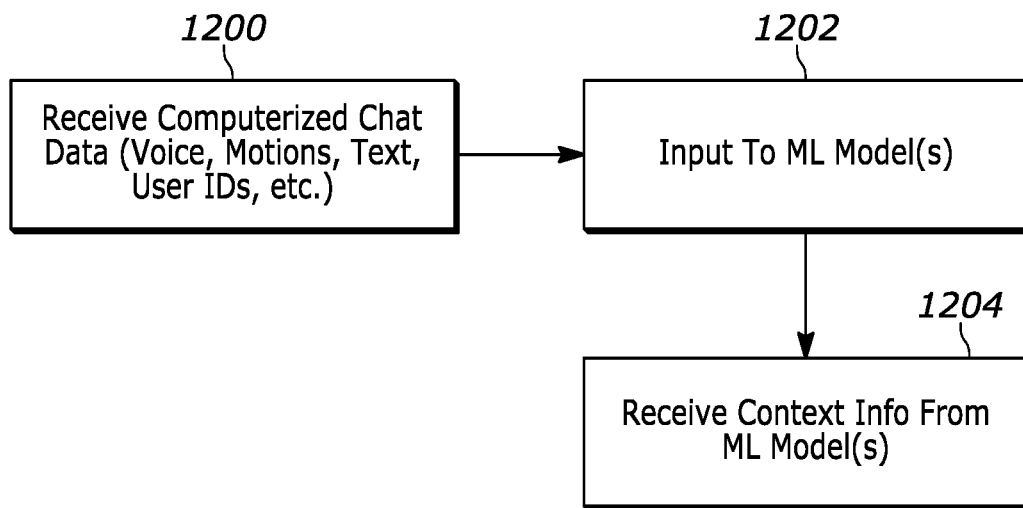 1200
Receive Computerized Chat
Data (Voice, Motions, Text,
User IDs, etc.)
1202
Input To ML Model(s)
1204
Receive Context Info From
ML Model(s)